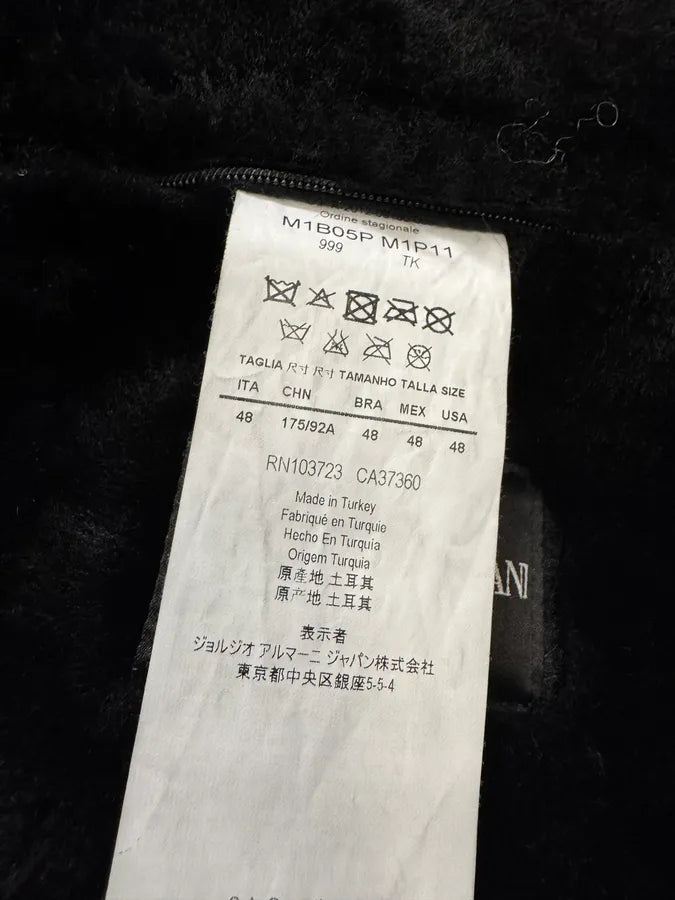 Ordine stagionale
M1B05P M1P11
999 TK
TAGLIA 尺寸 尺寸 TAMANHO TALLA SIZE
ITA CHN BRA MEX USA
48 175/92A 48 48 48
RN103723 CA37360
Made in Turkey
Fabriqué en Turquie
Hecho En Turquia
Origem Turquia
原產地 土耳其
原产地 土耳其
表示者
ジョルジオ アルマーニ ジャパン株式会社
東京都中央区銀座5-5-4
ANI